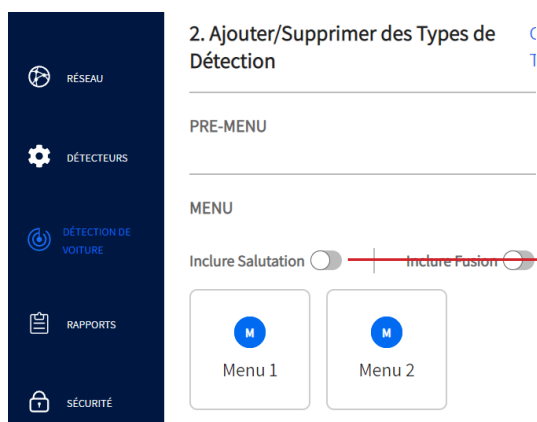 RÉSEAU
DÉTECTEURS
DÉTECTION DE
VOITURE
RAPPORTS
SÉCURITÉ
2. Ajouter/Supprimer des Types de
Détection
PRE-MENU
MENU
Inclure Salutation Inclure Fusion
M M
Menu 1 Menu 2